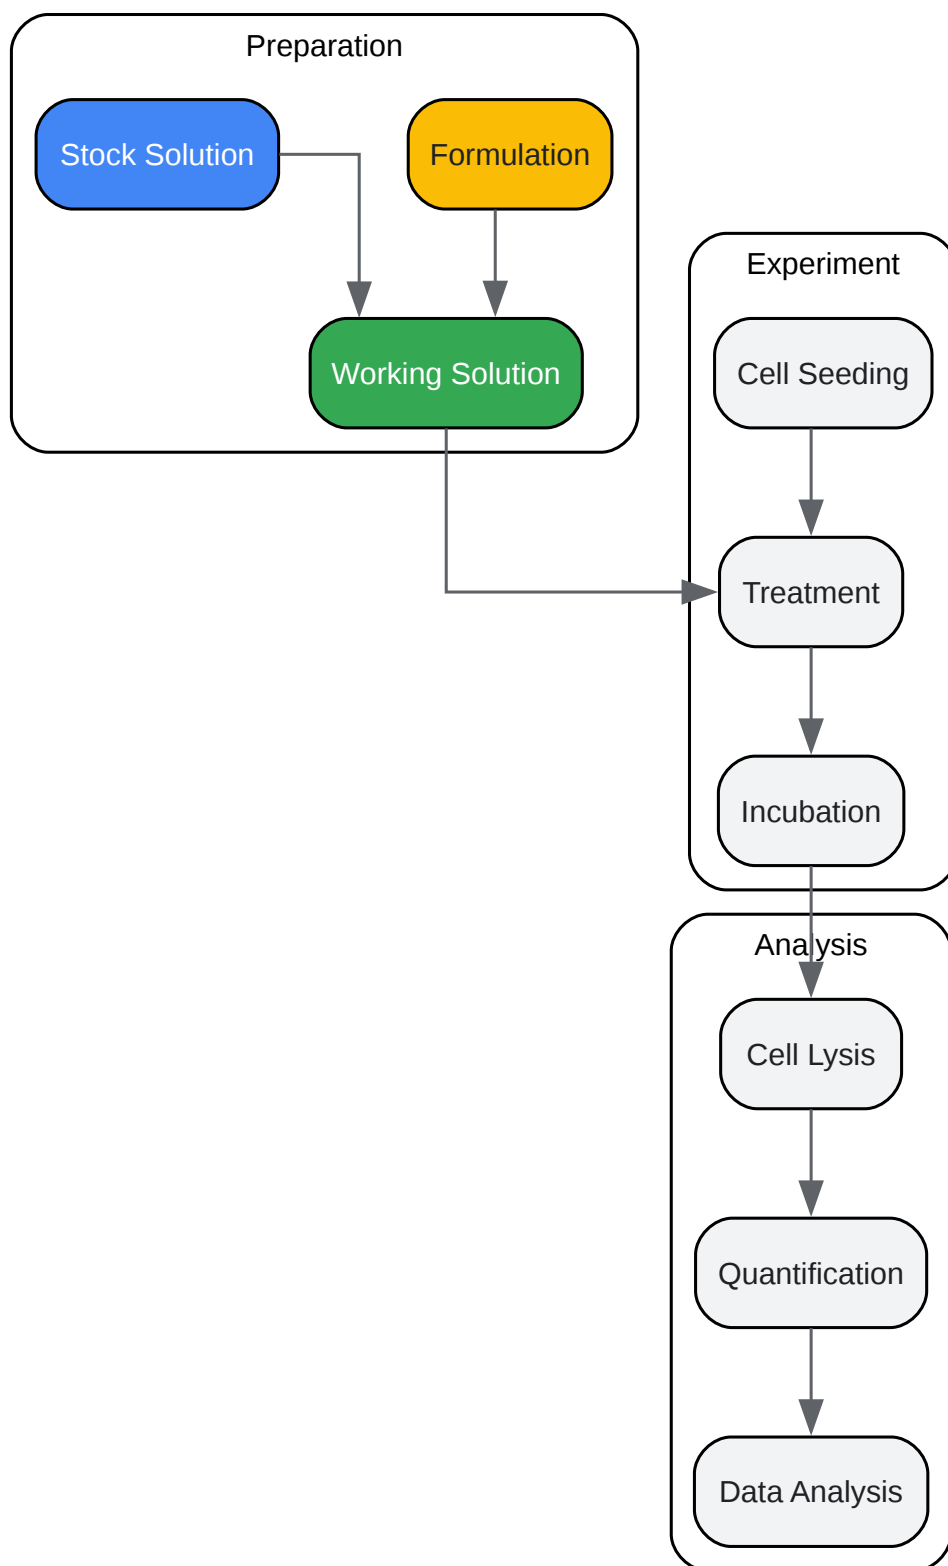 Preparation
Stock Solution
Formulation
Working Solution
Experiment
Cell Seeding
Treatment
Incubation
Analysis
Cell Lysis
Quantification
Data Analysis